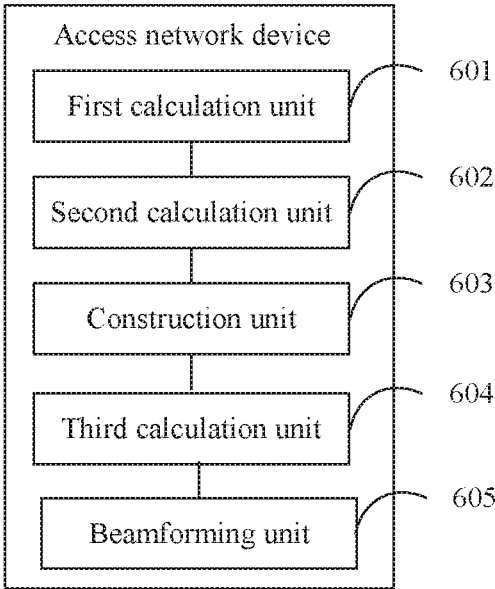 Access network device
First calculation unit
601
Second calculation unit
602
Construction unit
603
Third calculation unit
604
Beamforming unit
605